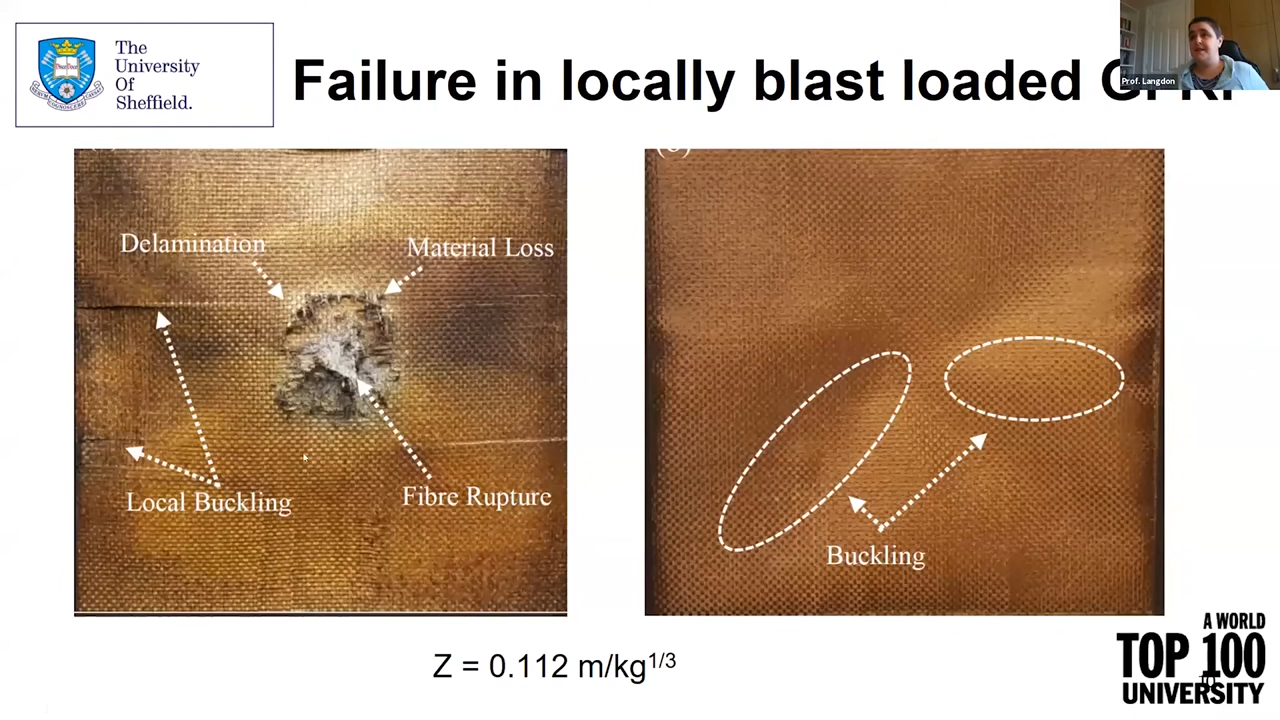 The
University
Of
Sheffield.
Failure in locally blast loaded
Prof. Langdon
Delamination
Material Loss
Local Buckling
Fibre Rupture
Buckling
Z = 0.112 m/kg1/3
A WORLD
TOP 100
UNIVERSITY